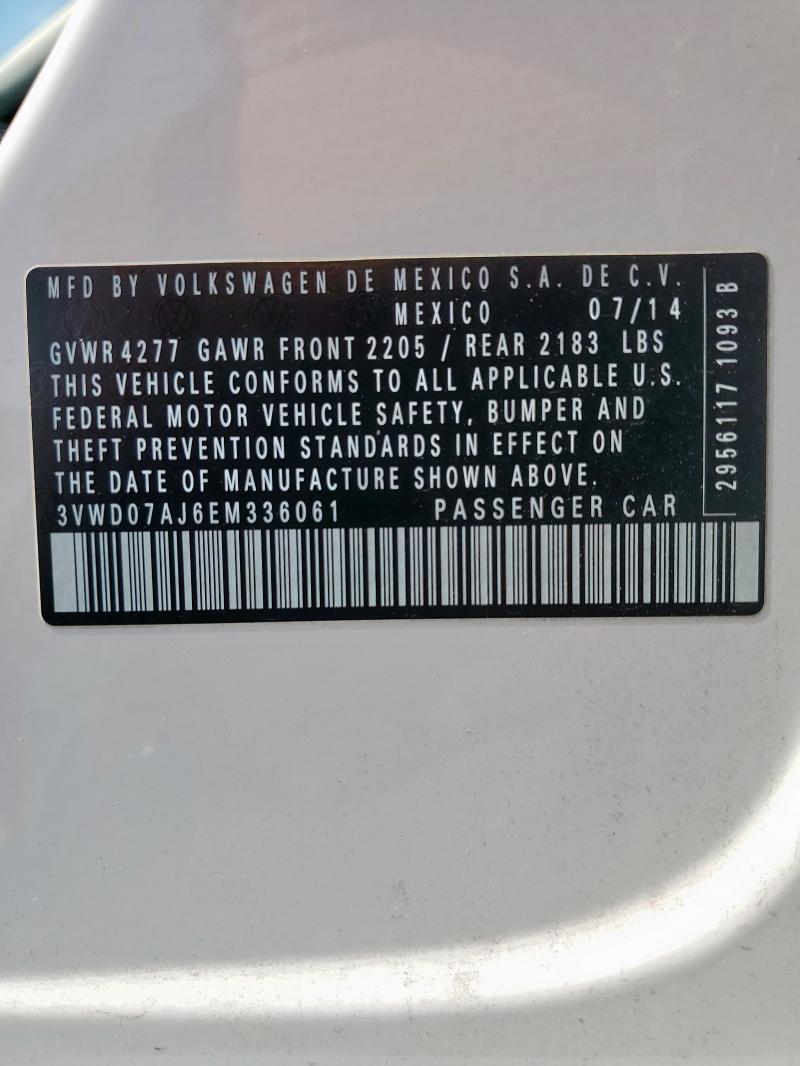 MFD BY VOLKSWAGEN DE MEXICO S.A. DE C.V.
MEXICO 07/14
GVWR 4277 GAWR FRONT 2205 / REAR 2183 LBS
THIS VEHICLE CONFORMS TO ALL APPLICABLE U.S.
FEDERAL MOTOR VEHICLE SAFETY, BUMPER AND
THEFT PREVENTION STANDARDS IN EFFECT ON
THE DATE OF MANUFACTURE SHOWN ABOVE.
3VWD07AJ6EM336061 PASSENGER CAR
2956117 1093 B